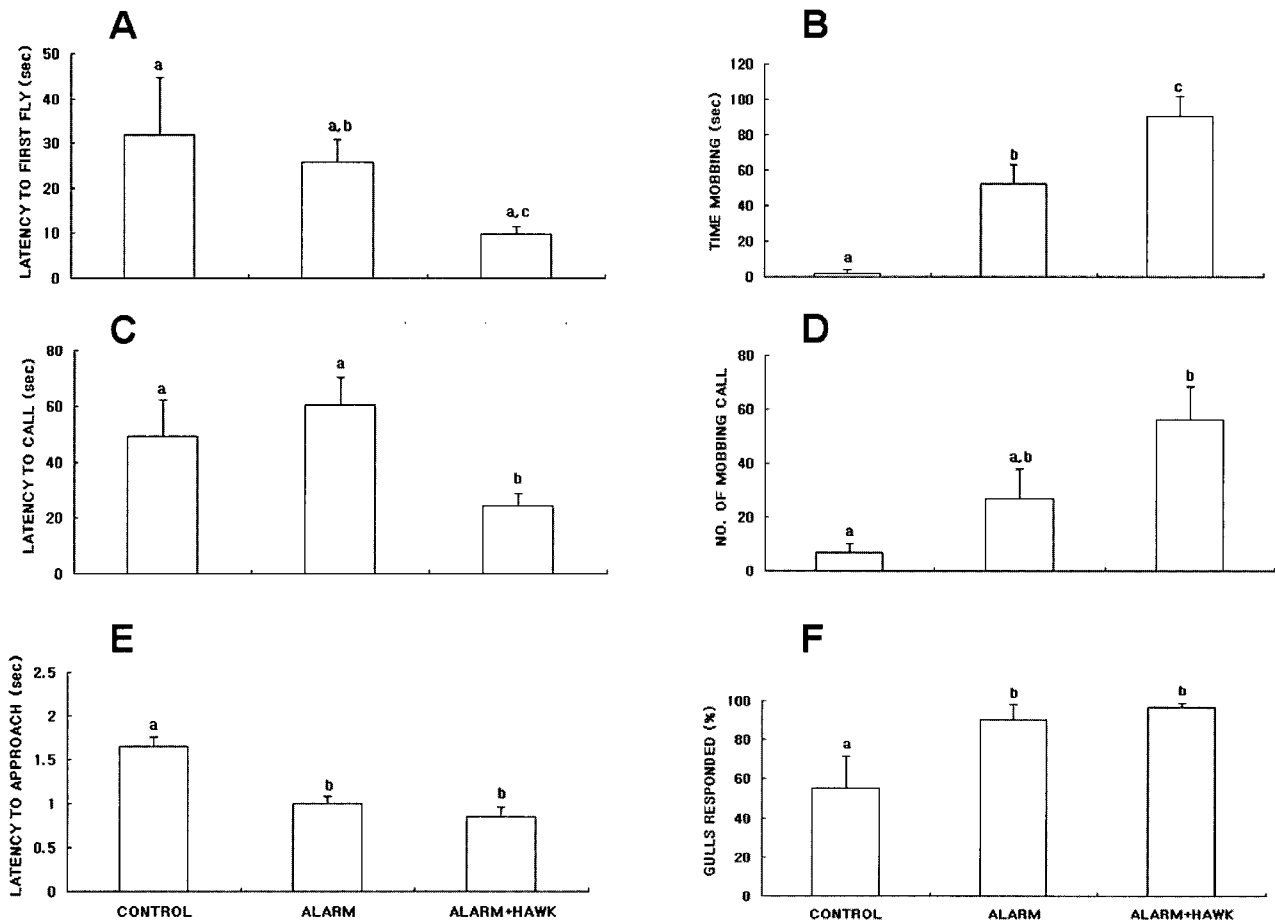 A
LATENCY TO FIRST FLY (sec)
50
40
30
20
10
0
a
a,b
a,c
B
TIME MOBBING (sec)
120
100
80
60
40
20
0
a
b
c
C
LATENCY TO CALL (sec)
80
60
40
20
0
a
a
b
D
NO. OF MOBBING CALL
80
60
40
20
0
a
a,b
b
E
LATENCY TO APPROACH (sec)
2.5
2
1.5
1
0.5
0
a
b
b
CONTROL
ALARM
ALARM+HAWK
F
GULLS RESPONDED (%)
100
80
60
40
20
0
a
b
b
CONTROL
ALARM
ALARM+HAWK